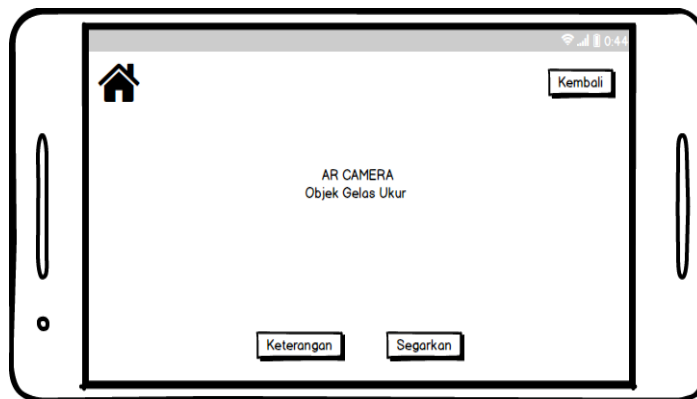 0:44
Kembali
AR CAMERA
Objek Gelas Ukur
Keterangan
Segarkan